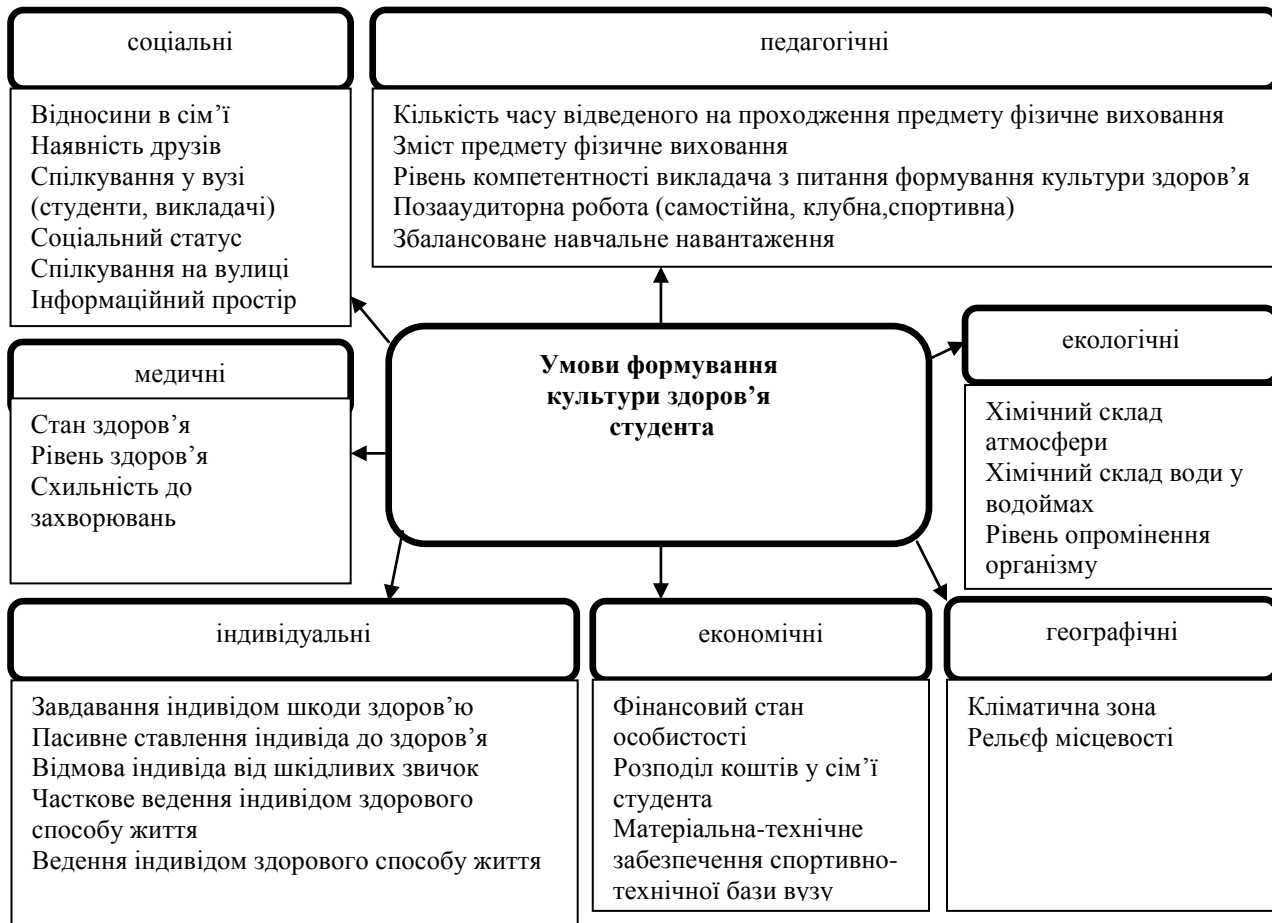 соціальні
Відносини в сім’ї
Наявність друзів
Спілкування у вузі
(студенти, викладачі)
Соціальний статус
Спілкування на вулиці
Інформаційний простір
педагогічні
Кількість часу відведеного на проходження предмету фізичне виховання
Зміст предмету фізичне виховання
Рівень компетентності викладача з питання формування культури здоров’я
Позааудиторна робота (самостійна, клубна,спортивна)
Збалансоване навчальне навантаження
медичні
Стан здоров’я
Рівень здоров’я
Схильність до
захворювань
Умови формування
культури здоров’я
студента
екологічні
Хімічний склад
атмосфери
Хімічний склад води у
водоймах
Рівень опромінення
організму
індивідуальні
Завдавання індивідом шкоди здоров’ю
Пасивне ставлення індивіда до здоров’я
Відмова індивіда від шкідливих звичок
Часткове ведення індивідом здорового
способу життя
Ведення індивідом здорового способу життя
економічні
Фінансовий стан
особистості
Розподіл коштів у сім’ї
студента
Матеріальна-технічне
забезпечення спортивно-
технічної бази вузу
географічні
Кліматична зона
Рельєф місцевості